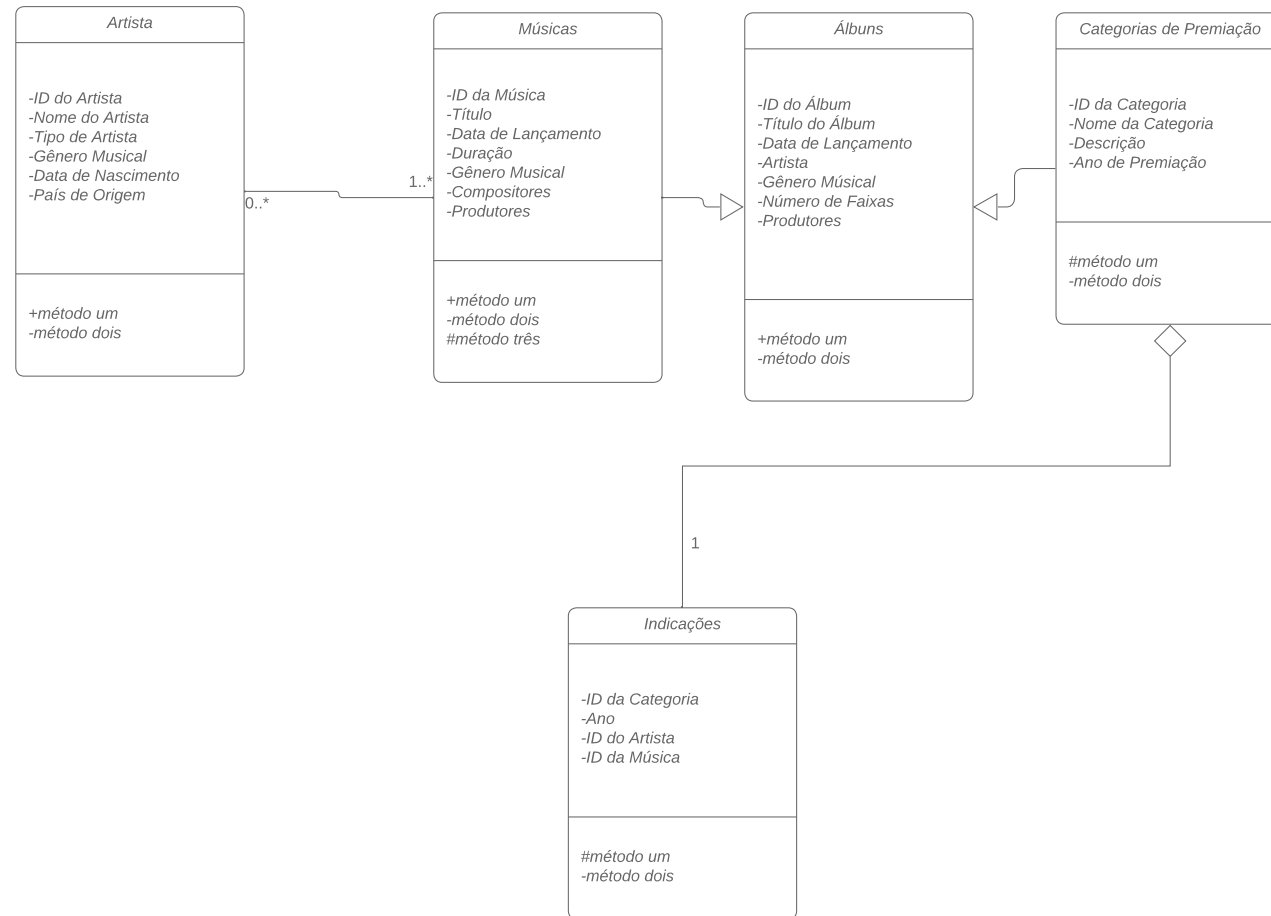 Artista
-ID do Artista
-Nome do Artista
-Tipo de Artista
-Gênero Musical
-Data de Nascimento
-País de Origem
+método um
-método dois
0..*
1..*
Músicas
-ID da Música
-Título
-Data de Lançamento
-Duração
-Gênero Musical
-Compositores
-Produtores
+método um
-método dois
#método três
Álbuns
-ID do Álbum
-Título do Álbum
-Data de Lançamento
-Artista
-Gênero Músical
-Número de Faixas
-Produtores
+método um
-método dois
Categorias de Premiação
-ID da Categoria
-Nome da Categoria
-Descrição
-Ano de Premiação
#método um
-método dois
1
Indicações
-ID da Categoria
-Ano
-ID do Artista
-ID da Música
#método um
-método dois